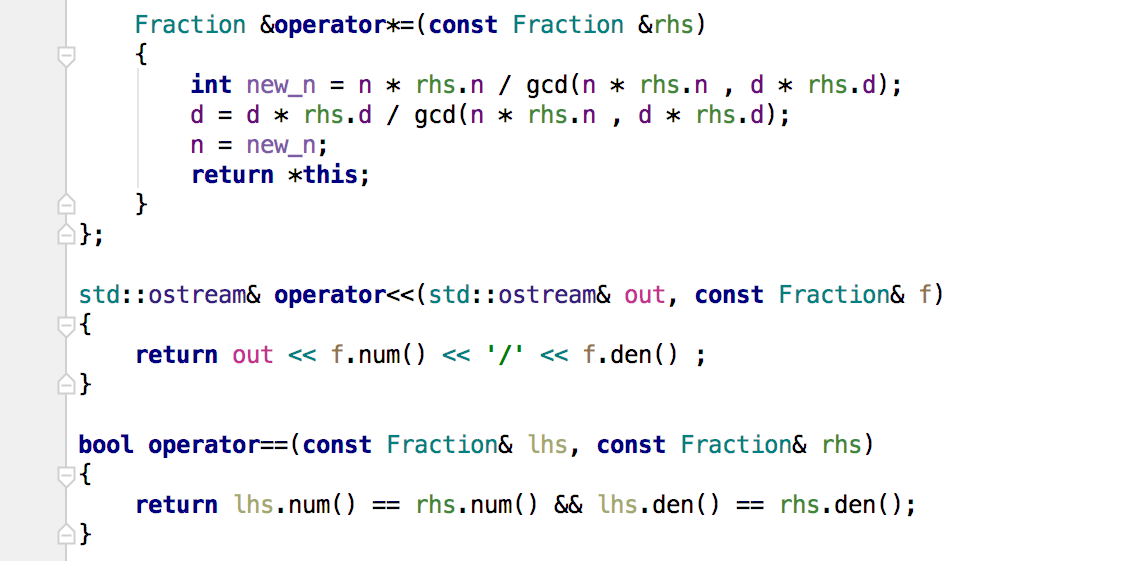 Fraction &operator*=(const Fraction &rhs)
{
int new_n = n * rhs.n / gcd(n * rhs.n , d * rhs.d);
d = d * rhs.d / gcd(n * rhs.n , d * rhs.d);
n = new_n;
return *this;
}
};
std::ostream& operator<<(std::ostream& out, const Fraction& f)
{
return out << f.num() << '/' << f.den() ;
}
bool operator==(const Fraction& lhs, const Fraction& rhs)
{
return lhs.num() == rhs.num() && lhs.den() == rhs.den();
}